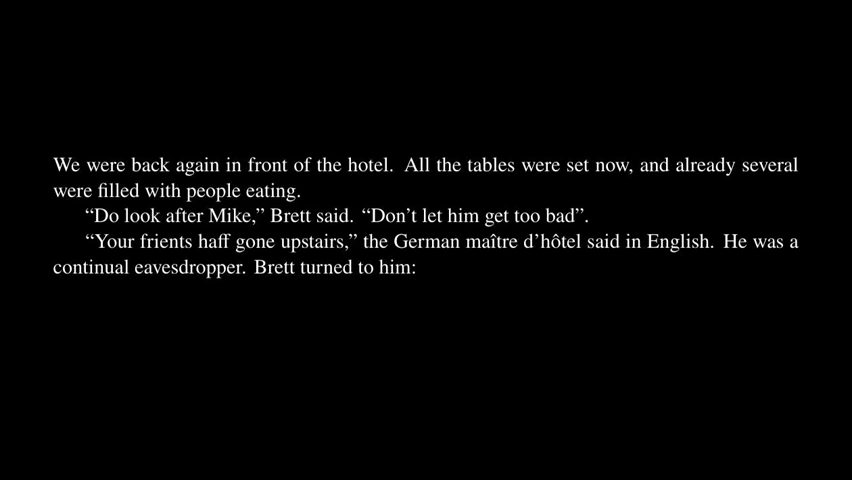 We were back again in front of the hotel. All the tables were set now, and already several
were filled with people eating.
“Do look after Mike,” Brett said. “Don’t let him get too bad”.
“Your frients haff gone upstairs,” the German maître d’hôtel said in English. He was a
continual eavesdropper. Brett turned to him: